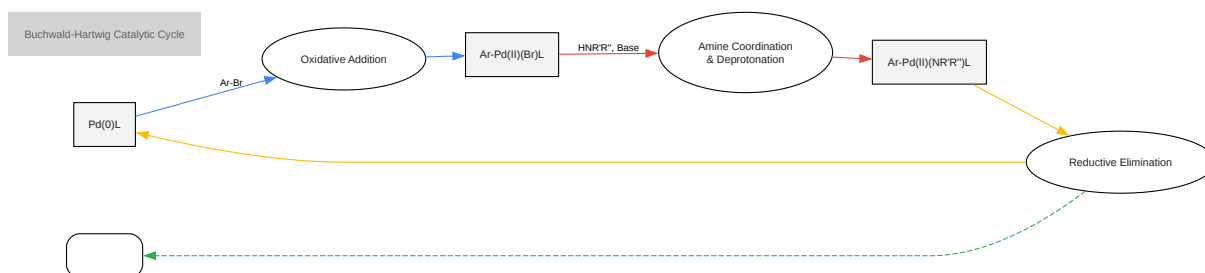 Buchwald-Hartwig Catalytic Cycle
Oxidative Addition
Ar-Pd(II)(Br)L
HNR'R", Base
Amine Coordination
& Deprotonation
Ar-Pd(II)(NR'R")L
Ar-Br
Pd(0)L
Reductive Elimination